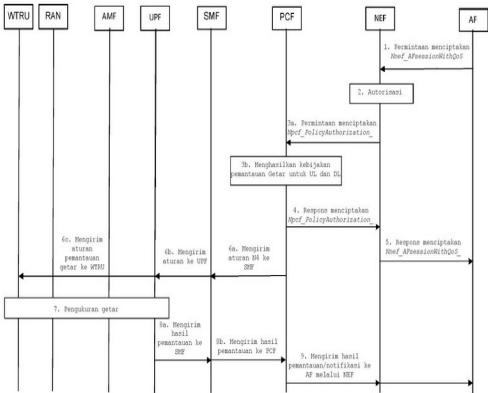 WTRU
RAN
AMF
UPF
SMF
PCF
NEF
AF
1. Permintaan menciptakan
Nnef_AFsessionWithQoS
2. Autorisasi
3a. Permintaan menciptakan
Npcf_PolicyAuthorization_
3b. Menghasilkan kebijakan
pemantauan Getar untuk UL dan DL
4. Respons menciptakan
Npcf_PolicyAuthorization_
5. Respons menciptakan
Nnef_AFsessionWithQoS_
6a. Mengirim
aturan N4 ke
SMF
6b. Mengirim
aturan ke UPF
6c. Mengirim
aturan
pemantauan
getar ke WTRU
7. Pengukuran getar
8a. Mengirim
hasil
pemantauan ke
SMF
8b. Mengirim hasil
pemantauan ke PCF
9. Mengirim hasil
pemantauan/notifikasi ke
AF melalui NEF